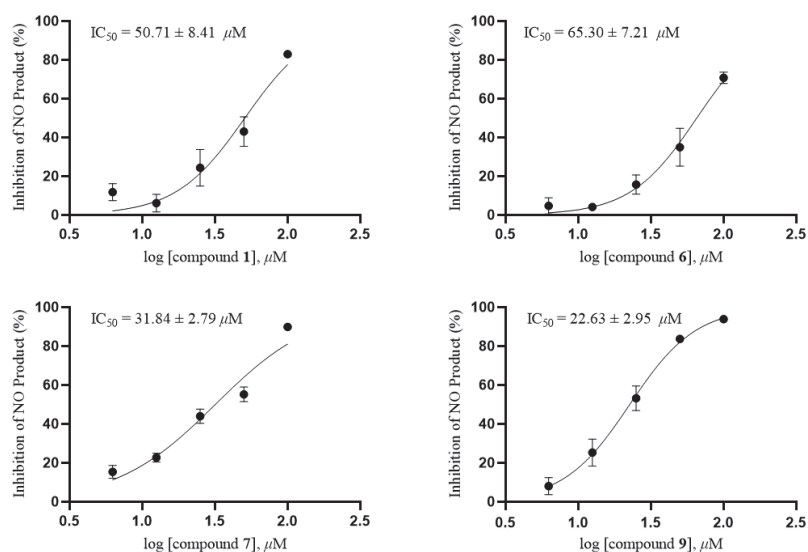 IC50 = 50.71 ± 8.41 μM
Inhibition of NO Product (%)
100
80
60
40
20
0
0.5 1.0 1.5 2.0 2.5
log [compound 1], μM
IC50 = 65.30 ± 7.21 μM
Inhibition of NO Product (%)
100
80
60
40
20
0
0.5 1.0 1.5 2.0 2.5
log [compound 6], μM
IC50 = 31.84 ± 2.79 μM
Inhibition of NO Product (%)
100
80
60
40
20
0
0.5 1.0 1.5 2.0 2.5
log [compound 7], μM
IC50 = 22.63 ± 2.95 μM
Inhibition of NO Product (%)
100
80
60
40
20
0
0.5 1.0 1.5 2.0 2.5
log [compound 9], μM